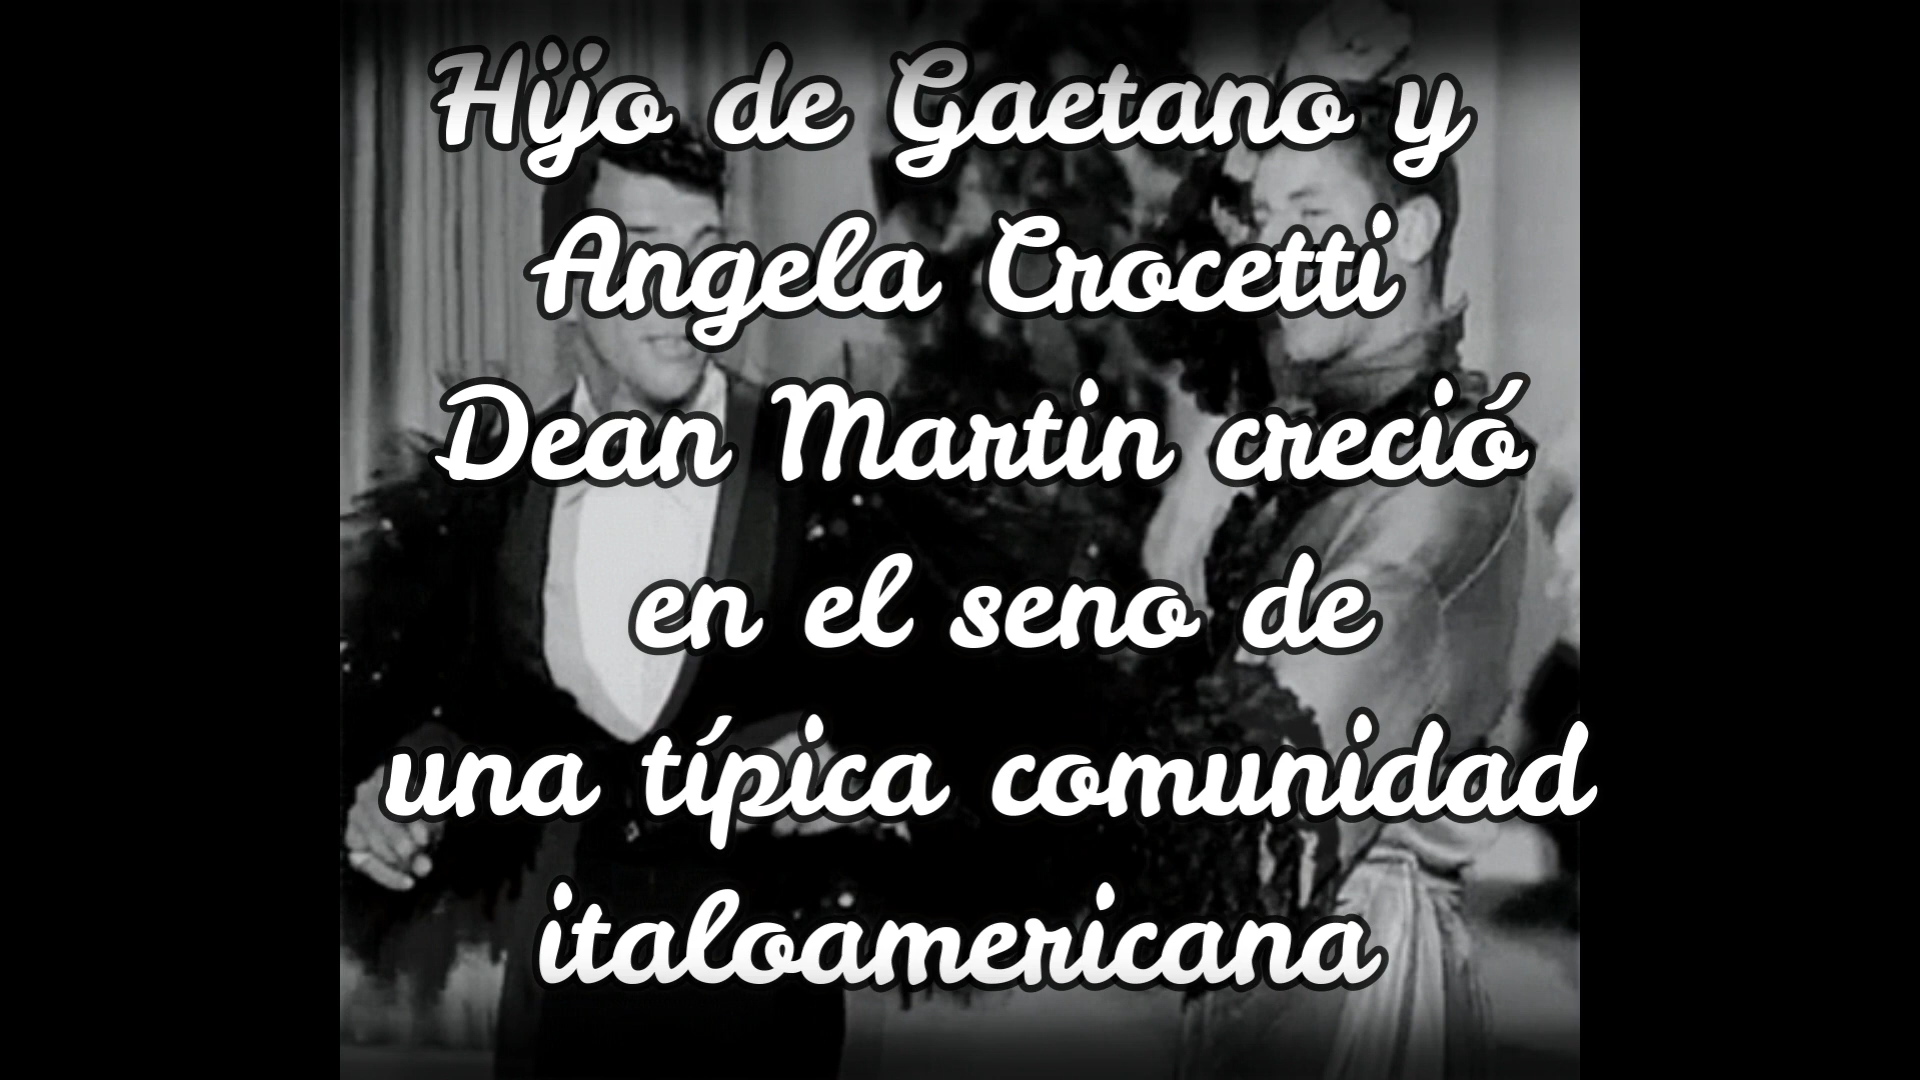 Hijo de Gaetano y
Angela Crocetti
Dean Martin creció
en el seno de
una típica comunidad
italoamericana